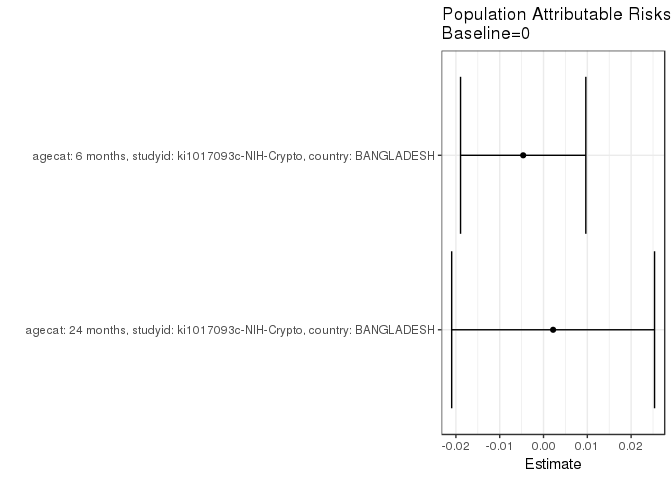 Population Attributable Risks
Baseline=0
agecat: 6 months, studyid: ki1017093c-NIH-Crypto, country: BANGLADESH
agecat: 24 months, studyid: ki1017093c-NIH-Crypto, country: BANGLADESH
-0.02 -0.01 0.00 0.01 0.02
Estimate